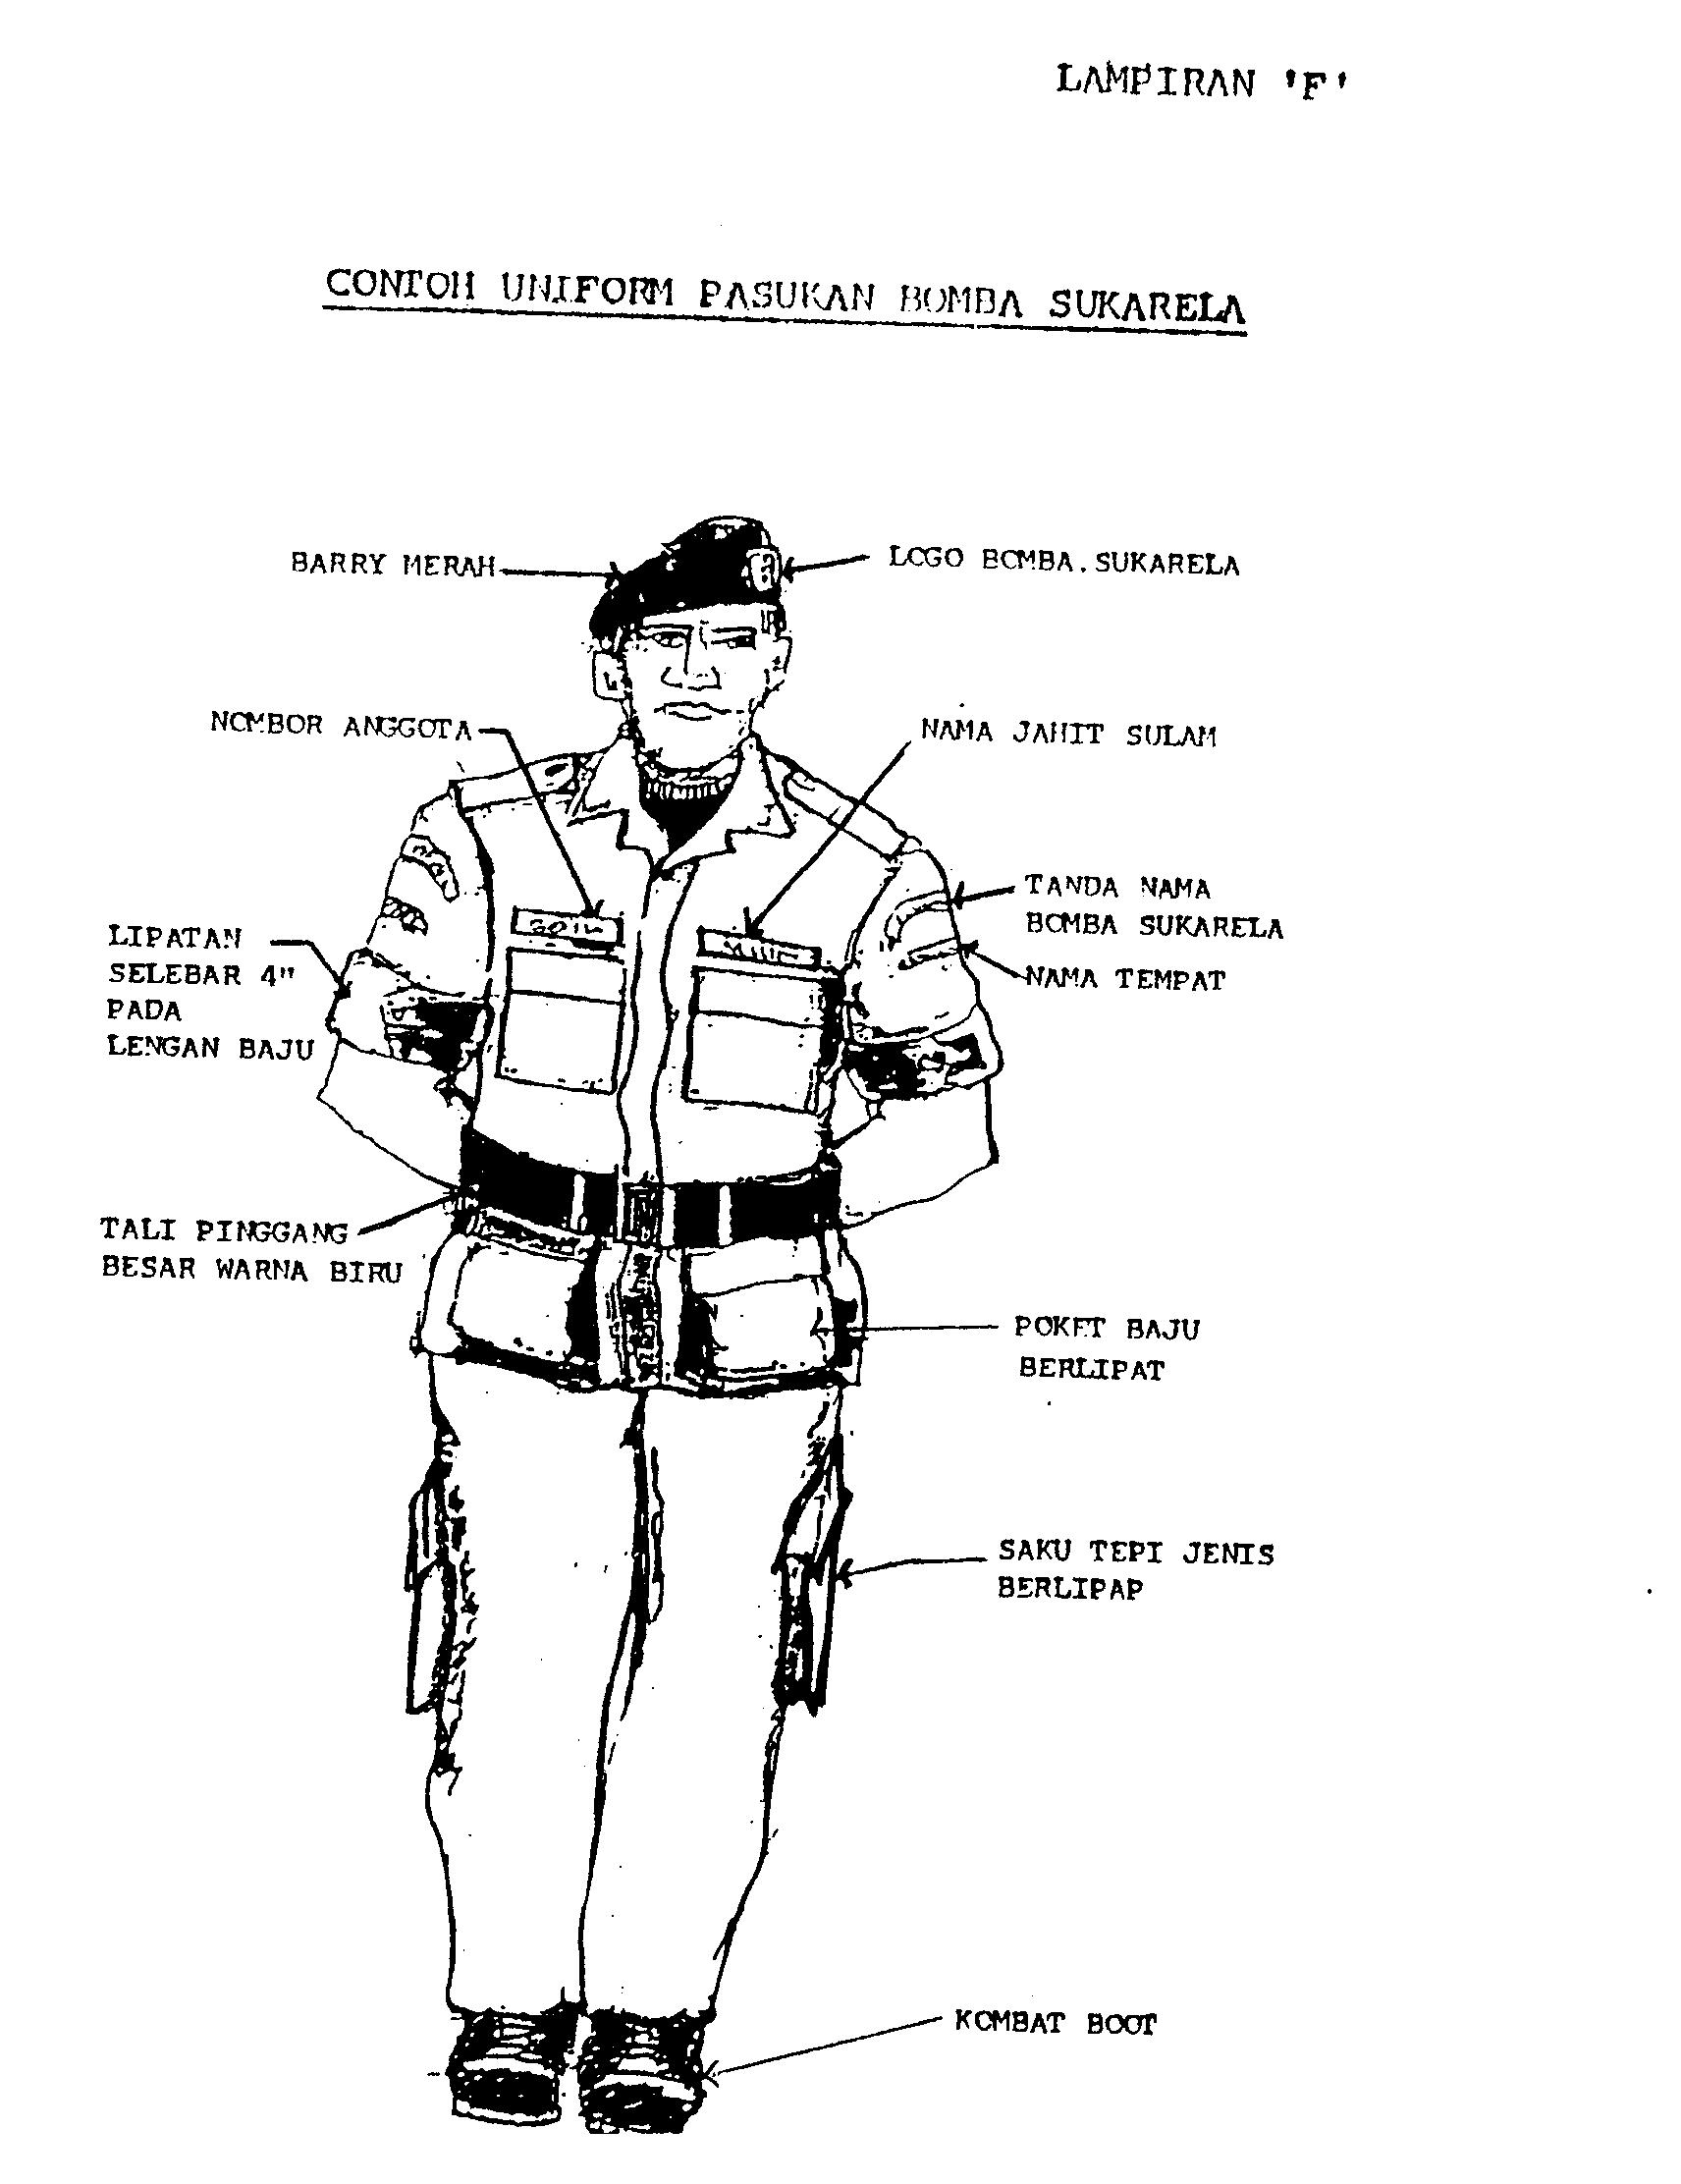 LAMPIRAN 'F'
CONTOH UNIFORM PASUKAN BOMBA SUKARELA
BARRY MERAH
LOGO BOMBA.SUKARELA
NOMBOR ANGGOTA
NAMA JAHIT SULAM
TANDA NAMA
BOMBA SUKARELA
NAMA TEMPAT
LIPATAN
SELEBAR 4"
PADA
LENGAN BAJU
TALI PINGGANG
BESAR WARNA BIRU
POKET BAJU
BERLIPAT
SAKU TEPI JENIS
BERLIPAP
KOMBAT BOOT